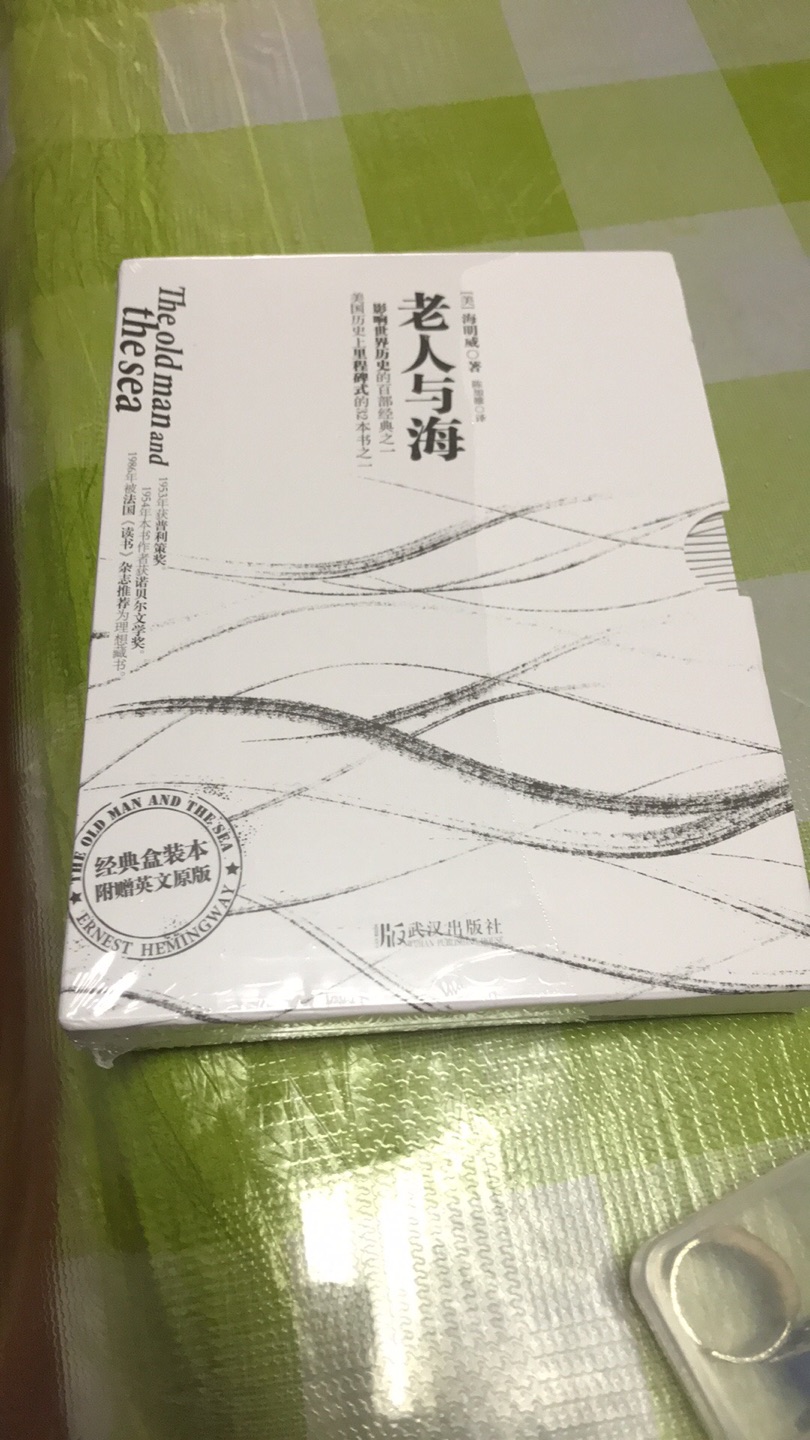 [美] 海明威◎著
老人与海
影响世界历史的百部经典之一
美国历史上里程碑式的32本书之一
The old man and
the sea
1953年获普利策奖
1954年本书作者获诺贝尔文学奖。
1986年被法国《读书》杂志推荐为理想藏书。
THE OLD MAN AND THE SEA
经典盒装本
附赠英文原版
ERNEST HEMINGWAY
武汉出版社